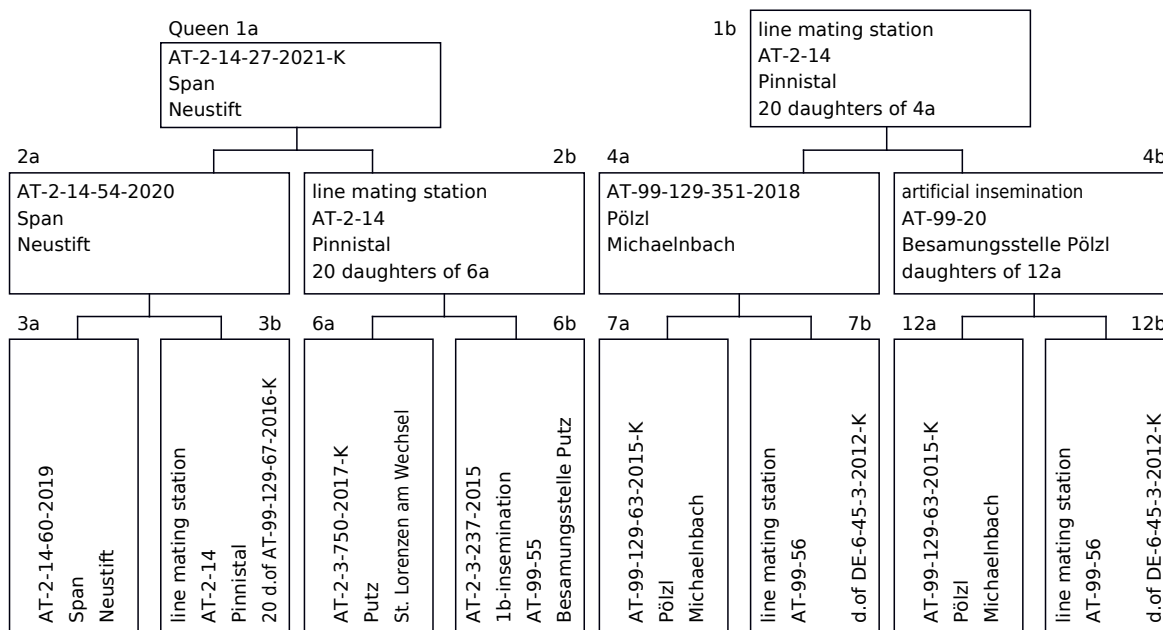 Queen 1a
AT-2-14-27-2021-K
Span
Neustift
1b
line mating station
AT-2-14
Pinnistal
20 daughters of 4a
2a
AT-2-14-54-2020
Span
Neustift
2b
line mating station
AT-2-14
Pinnistal
20 daughters of 6a
4a
AT-99-129-351-2018
Pölzl
Michaelnbach
4b
artificial insemination
AT-99-20
Besamungsstelle Pölzl
daughters of 12a
3a
AT-2-14-60-2019
Span
Neustift
3b
line mating station
AT-2-14
Pinnistal
20 d.of AT-99-129-67-2016-K
6a
AT-2-3-750-2017-K
Putz
St. Lorenzen am Wechsel
6b
AT-2-3-237-2015
1b-insemination
AT-99-55
Besamungsstelle Putz
7a
AT-99-129-63-2015-K
Pölzl
Michaelnbach
7b
line mating station
AT-99-56
d.of DE-6-45-3-2012-K
12a
AT-99-129-63-2015-K
Pölzl
Michaelnbach
12b
line mating station
AT-99-56
d.of DE-6-45-3-2012-K